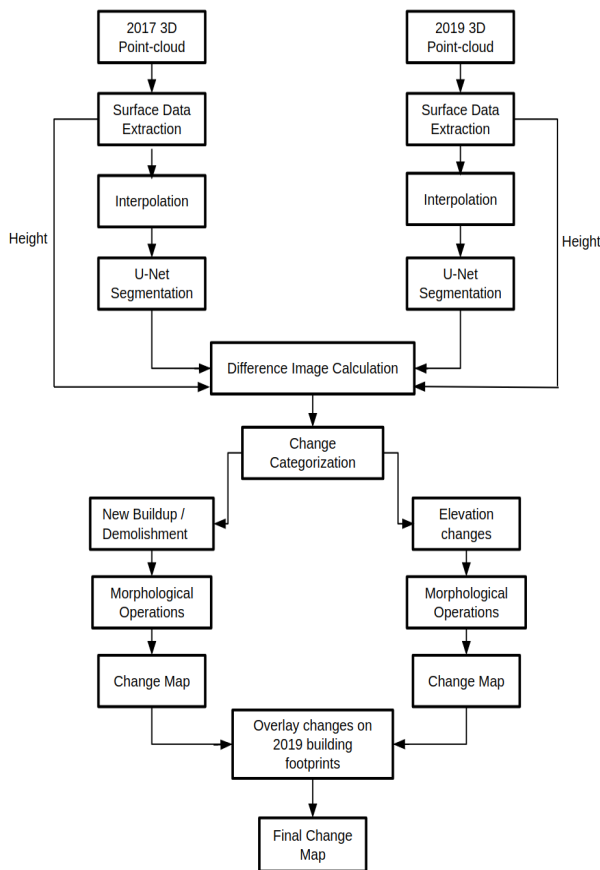 2017 3D
Point-cloud
2019 3D
Point-cloud
Surface Data
Extraction
Surface Data
Extraction
Interpolation
Interpolation
Height
Height
U-Net
Segmentation
U-Net
Segmentation
Difference Image Calculation
Change
Categorization
New Buildup /
Demolishment
Elevation
changes
Morphological
Operations
Morphological
Operations
Change Map
Change Map
Overlay changes on
2019 building
footprints
Final Change
Map